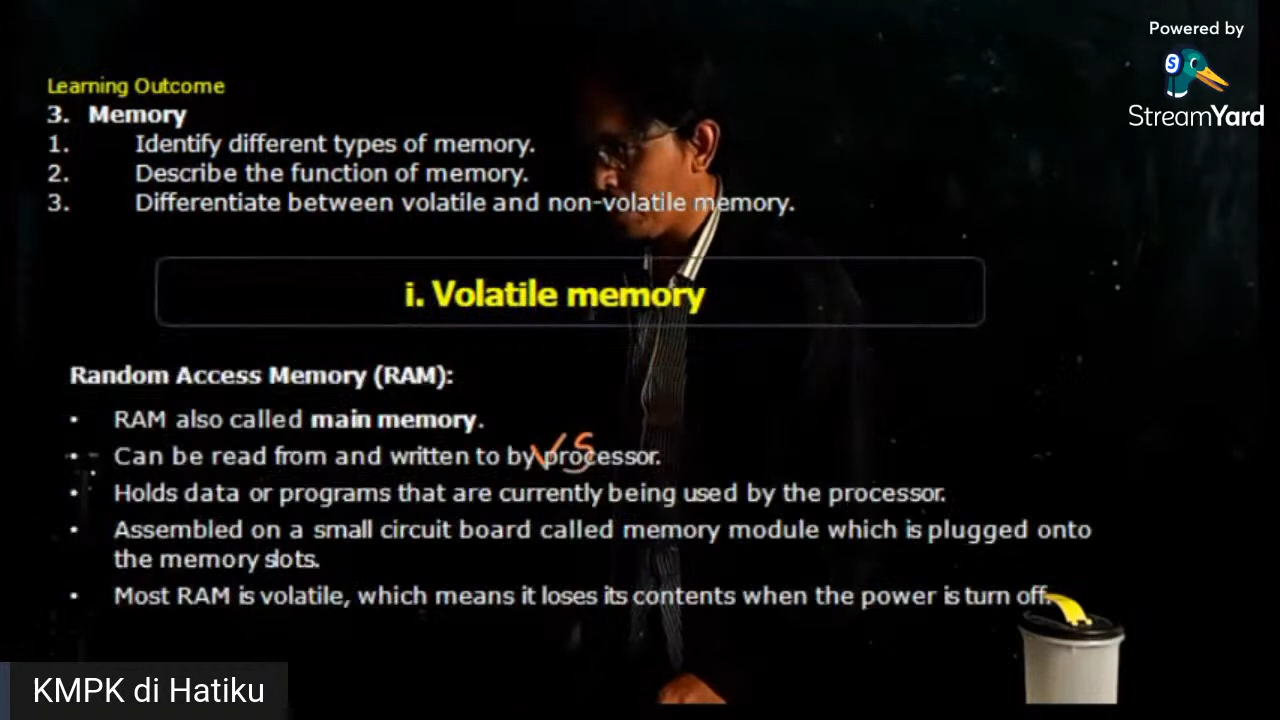 Powered by
S
StreamYard
Learning Outcome
3. Memory
1. Identify different types of memory.
2. Describe the function of memory.
3. Differentiate between volatile and non-volatile memory.
i. Volatile memory
Random Access Memory (RAM):
• RAM also called main memory.
• Can be read from and written to by processor.
VS
• Holds data or programs that are currently being used by the processor.
• Assembled on a small circuit board called memory module which is plugged onto
the memory slots.
• Most RAM is volatile, which means it loses its contents when the power is turn off.
KMPK di Hatiku